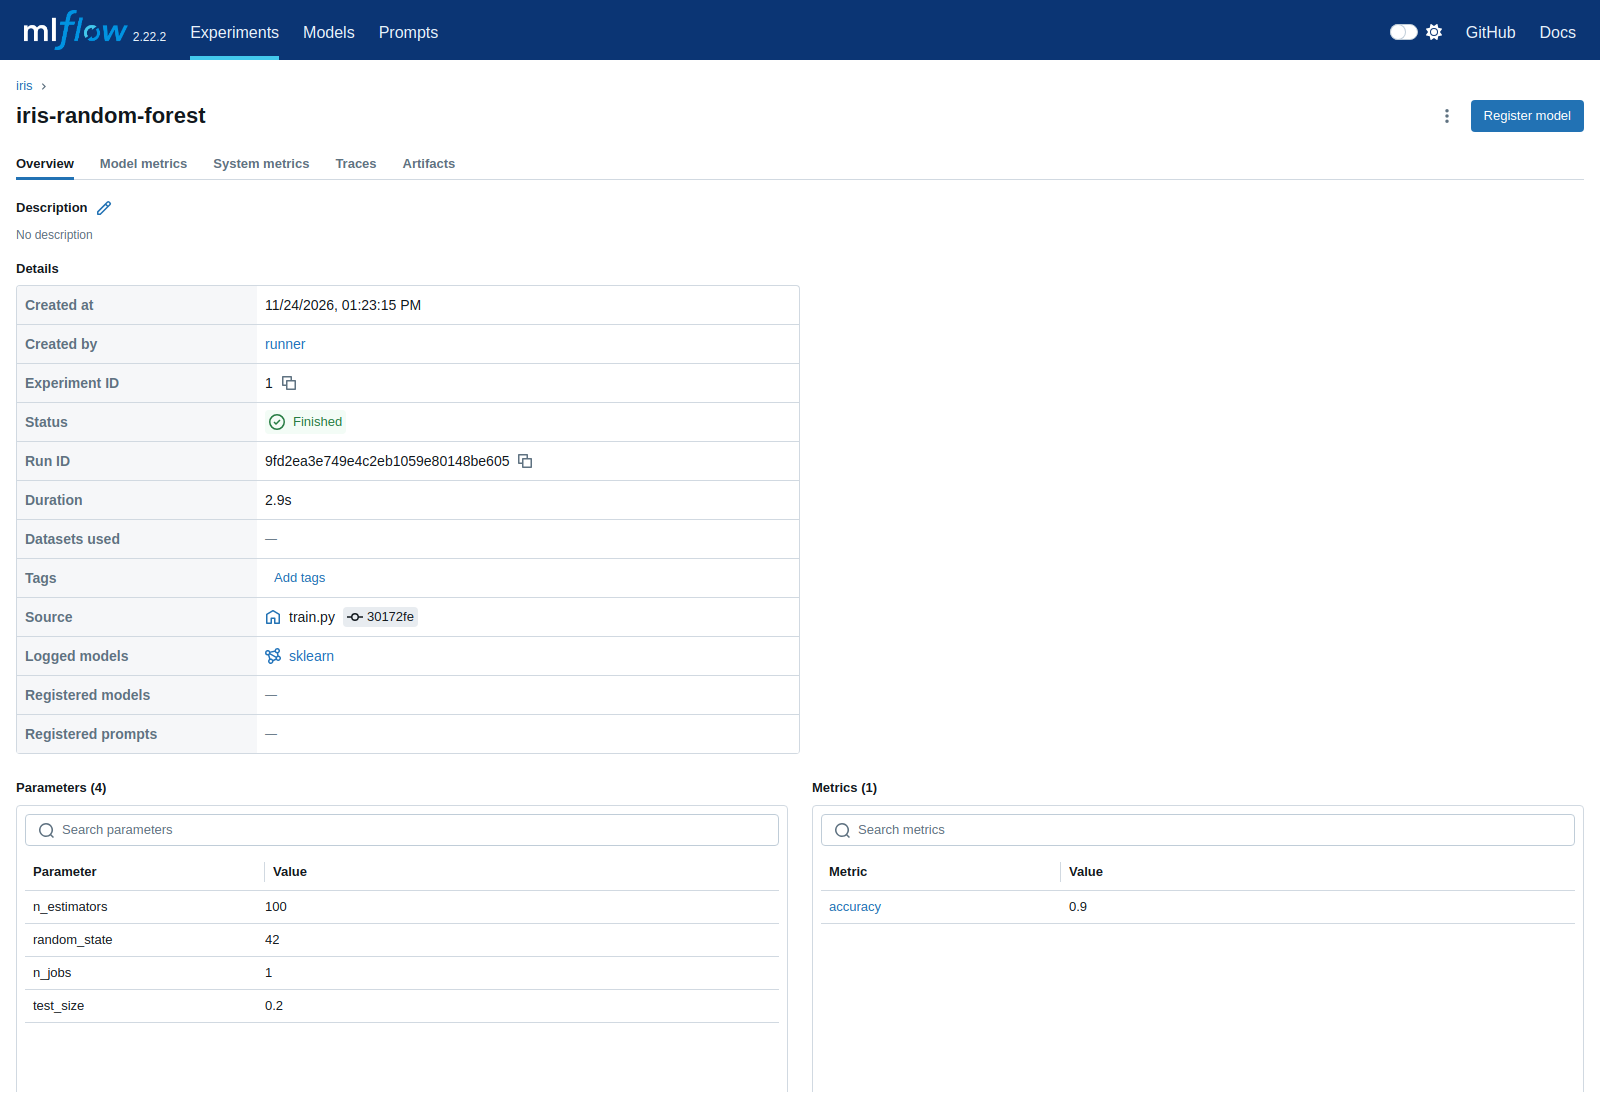 mlflow 2.22.2 Experiments Models Prompts GitHub Docs
iris
iris-random-forest
Register model
Overview Model metrics System metrics Traces Artifacts
Description
No description
Details
Created at 11/24/2026, 01:23:15 PM
Created by runner
Experiment ID 1
Status Finished
Run ID 9fd2ea3e749e4c2eb1059e80148be605
Duration 2.9s
Datasets used —
Tags Add tags
Source train.py 30172fe
Logged models sklearn
Registered models —
Registered prompts —
Parameters (4) Metrics (1)
Search parameters Search metrics
Parameter Value Metric Value
n_estimators 100 accuracy 0.9
random_state 42
n_jobs 1
test_size 0.2